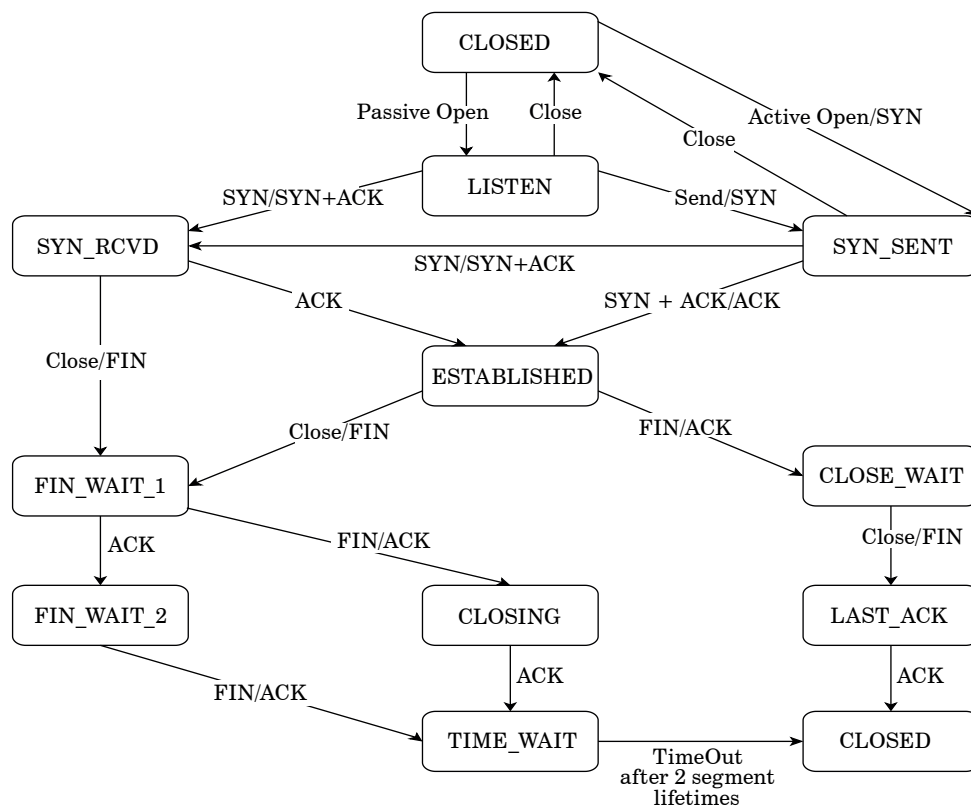 CLOSED
Passive Open
Close
Active Open/SYN
Close
LISTEN
SYN/SYN+ACK
Send/SYN
SYN_RCVD
SYN_SENT
SYN/SYN+ACK
ACK
SYN + ACK/ACK
Close/FIN
ESTABLISHED
Close/FIN
FIN/ACK
FIN_WAIT_1
CLOSE_WAIT
ACK
FIN/ACK
Close/FIN
FIN_WAIT_2
CLOSING
LAST_ACK
FIN/ACK
ACK
ACK
TIME_WAIT
CLOSED
TimeOut
after 2 segment
lifetimes